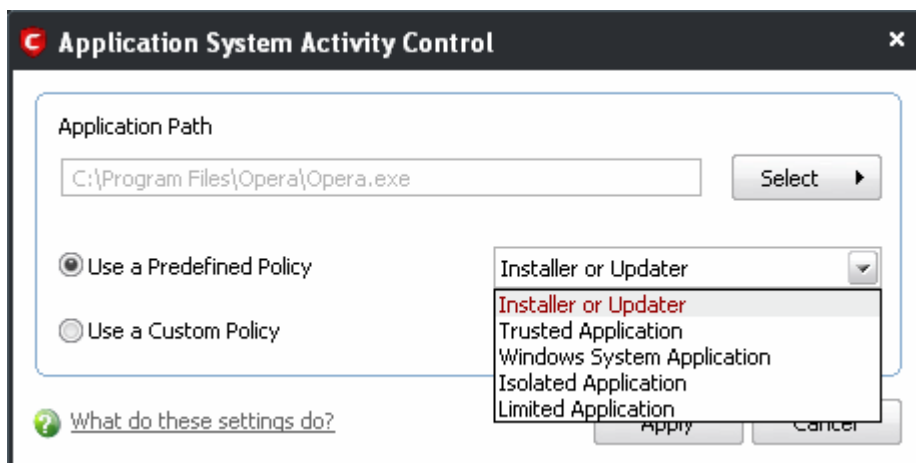 C Application System Activity Control
Application Path
C:\Program Files\Opera\Opera.exe
Select
Use a Predefined Policy
Installer or Updater
Installer or Updater
Trusted Application
Use a Custom Policy
Windows System Application
Isolated Application
Limited Application
What do these settings do?
Apply
Cancel